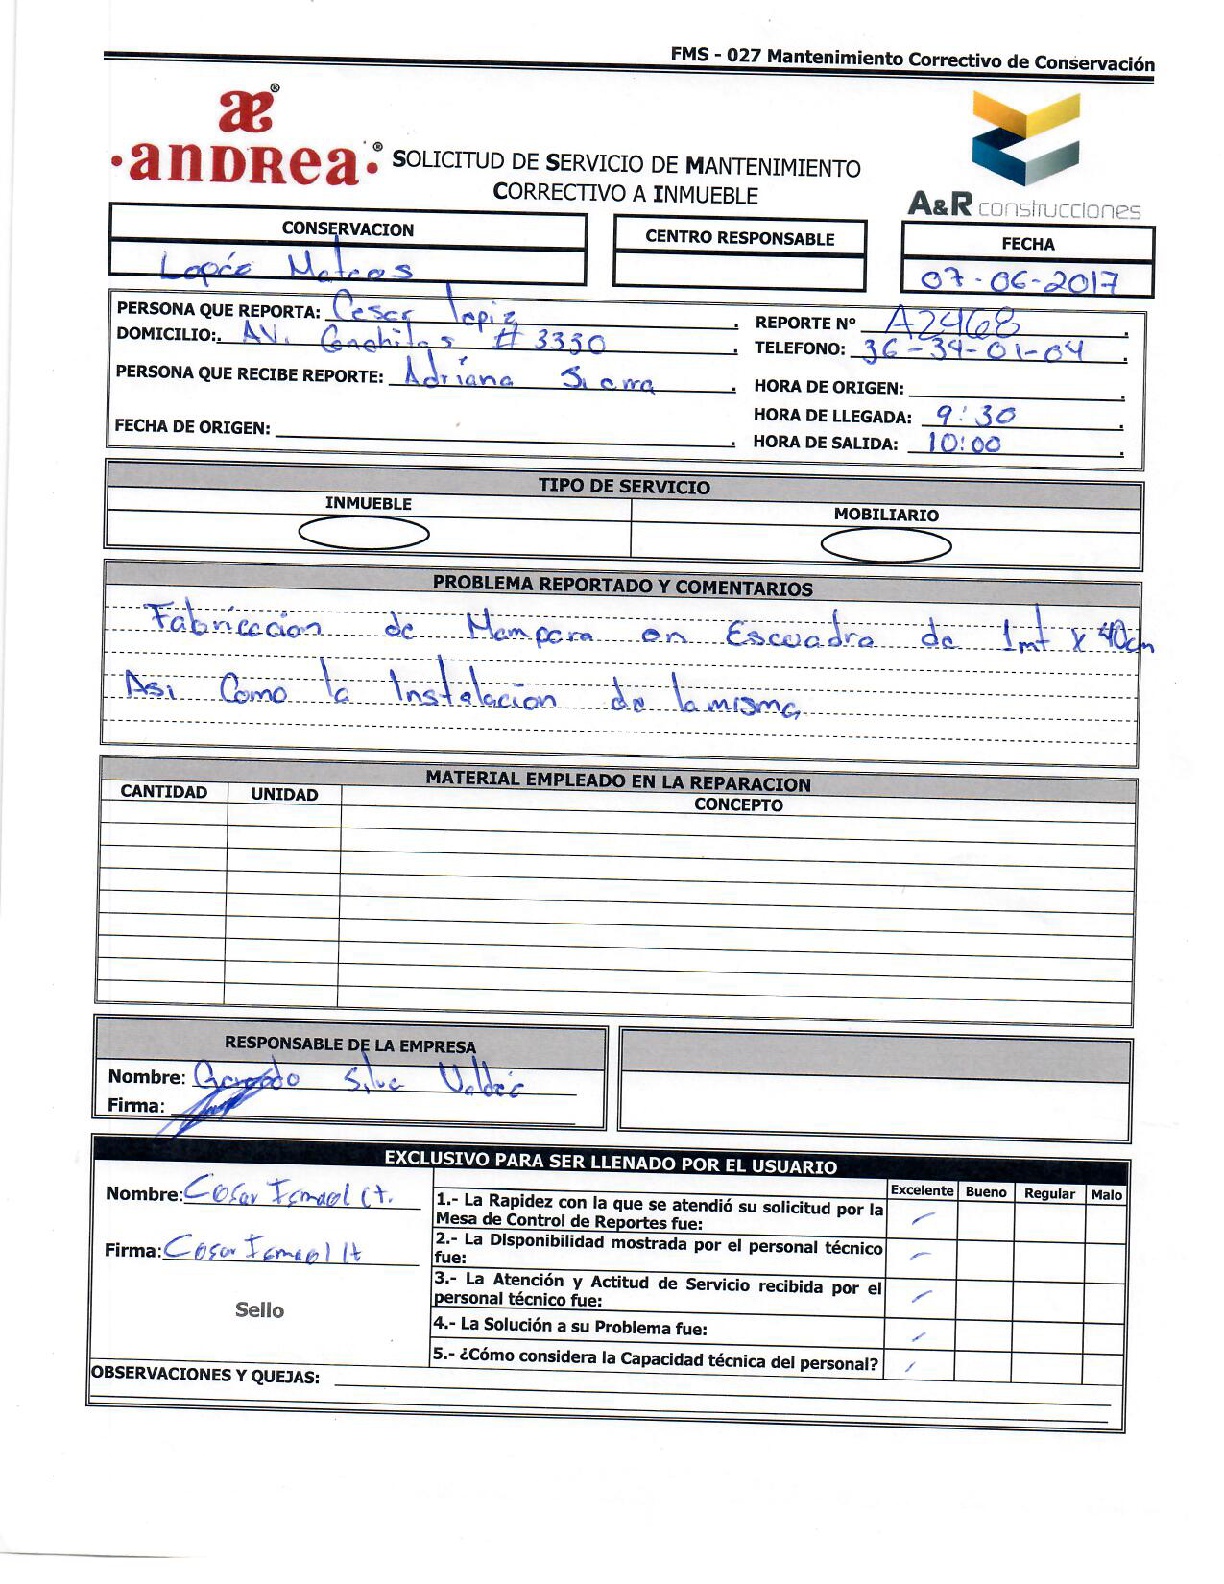 FMS - 027 Mantenimiento Correctivo de Conservación
æ®
·ANDREA·®
SOLICITUD DE SERVICIO DE MANTENIMIENTO
CORRECTIVO A INMUEBLE
A&R construcciones
CONSERVACION
López Mateos
CENTRO RESPONSABLE
FECHA
07-06-2017
PERSONA QUE REPORTA: Cesar Tapiz
REPORTE Nº A2468
DOMICILIO: AV. # 3330
TELEFONO: 36-34-01-04
PERSONA QUE RECIBE REPORTE: Adriana Sierra
HORA DE ORIGEN:
HORA DE LLEGADA: 9:30
FECHA DE ORIGEN:
HORA DE SALIDA: 10:00
TIPO DE SERVICIO
INMUEBLE
MOBILIARIO
PROBLEMA REPORTADO Y COMENTARIOS
Fabricacion de Mampara en Escuadra de 1mt x 40cm
Asi Como la Instalacion de la misma
MATERIAL EMPLEADO EN LA REPARACION
CANTIDAD UNIDAD CONCEPTO
RESPONSABLE DE LA EMPRESA
Nombre: Gerardo Silva Valdéz
Firma:
EXCLUSIVO PARA SER LLENADO POR EL USUARIO
Nombre: Cesar Ismael Lt.
Firma: Cesar Ismael Lt
Sello
Excelente Bueno Regular Malo
1.- La Rapidez con la que se atendió su solicitud por la
Mesa de Control de Reportes fue:
2.- La Disponibilidad mostrada por el personal técnico
fue:
3.- La Atención y Actitud de Servicio recibida por el
personal técnico fue:
4.- La Solución a su Problema fue:
5.- ¿Cómo considera la Capacidad técnica del personal?
OBSERVACIONES Y QUEJAS: